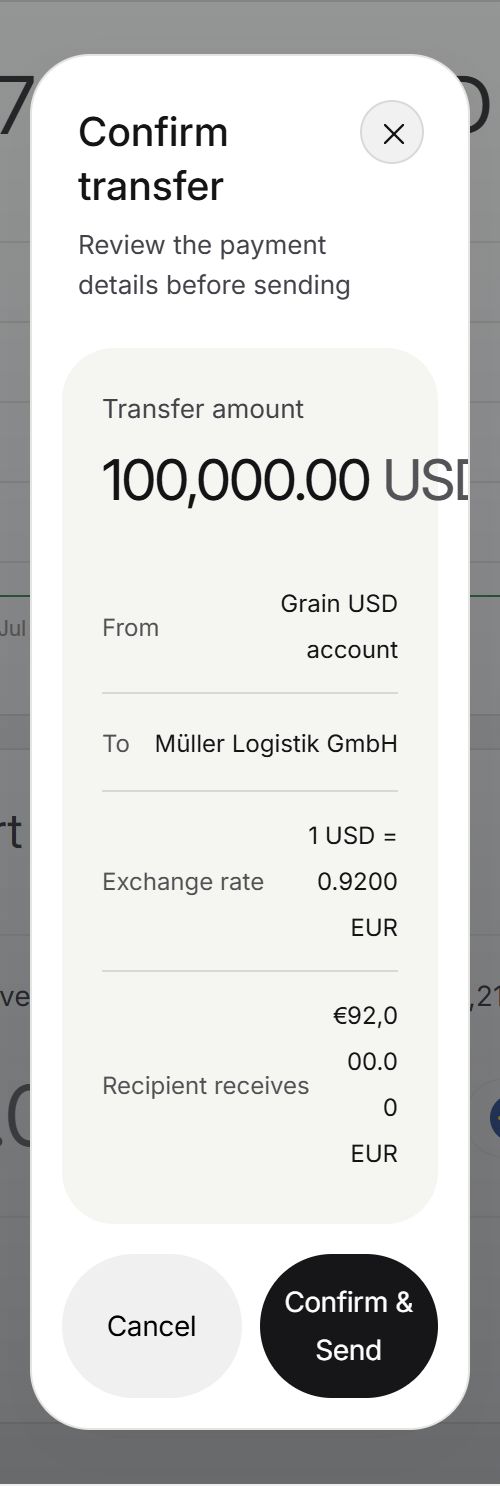 Confirm
transfer
Review the payment
details before sending
Transfer amount
100,000.00 USD
From
Grain USD
account
To Müller Logistik GmbH
Exchange rate
1 USD =
0.9200
EUR
Recipient receives
€92,0
00.0
0
EUR
Cancel
Confirm &
Send
Jul